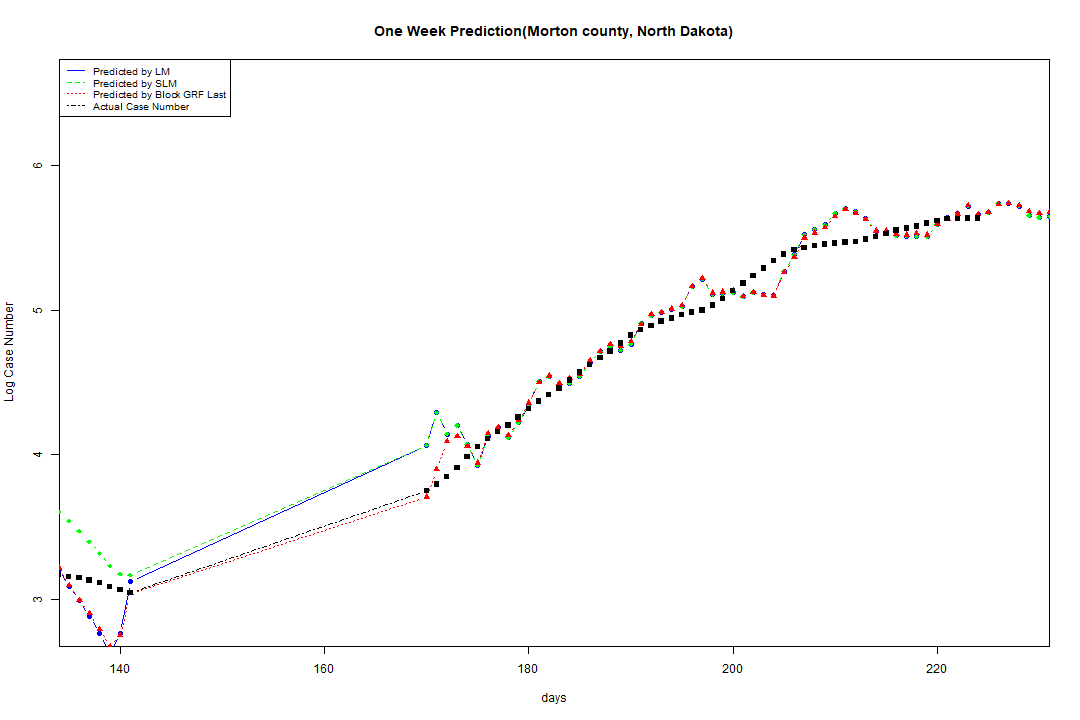 One Week Prediction(Morton county, North Dakota)
Predicted by LM
Predicted by SLM
Predicted by Block GRF Last
Actual Case Number
6
5
4
3
Log Case Number
140 160 180 200 220
days